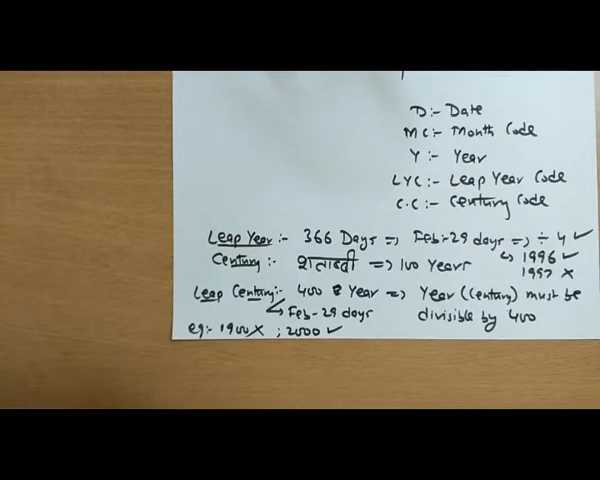 D:- Date
MC:- Month Code
Y:- Year
LYC:- Leap Year Code
C.C:- Century Code
Leap Year:- 366 Days => Feb:-29 days => ÷ 4 ✓
↳ 1996 ✓
Century:- शताब्दी => 100 Years
1997 X
Leap Century:- 400 Year => Year (Century) must be
↳ Feb-29 days divisible by 400
eg:- 1900 X ; 2000 ✓